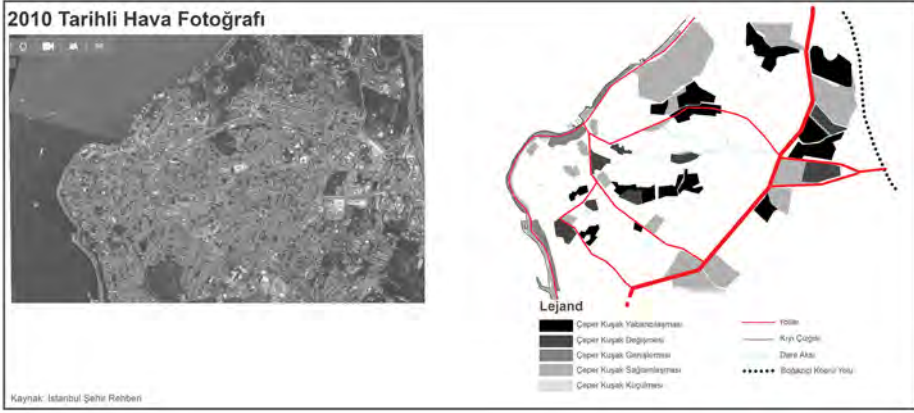 2010 Tarihli Hava Fotoğrafı
Lejand
Çeper Kuşak Yabancılaşması
Çeper Kuşak Değişmesi
Çeper Kuşak Genişlemesi
Çeper Kuşak Sağlamlaşması
Çeper Kuşak Küçülmesi
Yollar
Kıyı Çizgisi
Dere Aksı
Boğaziçi Köprü Yolu
Kaynak: İstanbul Şehir Rehberi